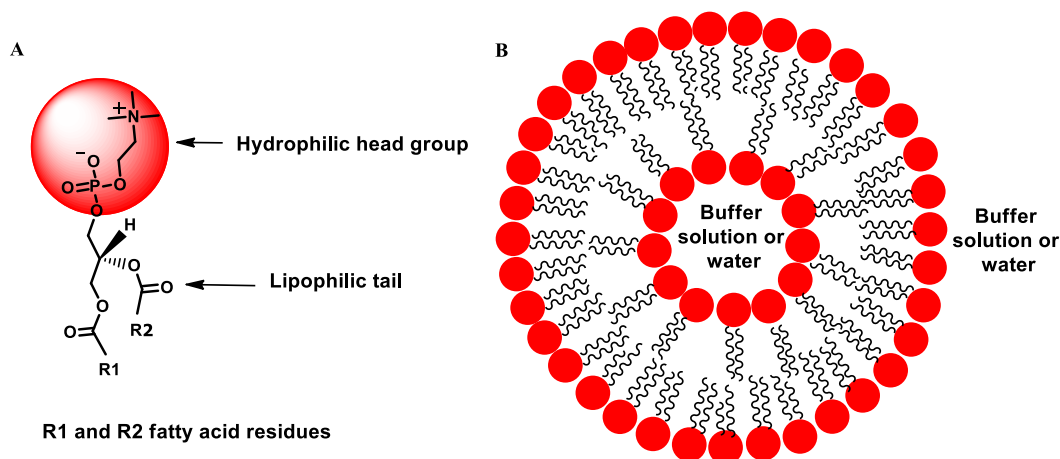 A
B
+
N
Hydrophilic head group
−
O
O
P
O
O
H
O
O
Lipophilic tail
O
O
R2
R1
Buffer
solution or
water
Buffer
solution or
water
R1 and R2 fatty acid residues